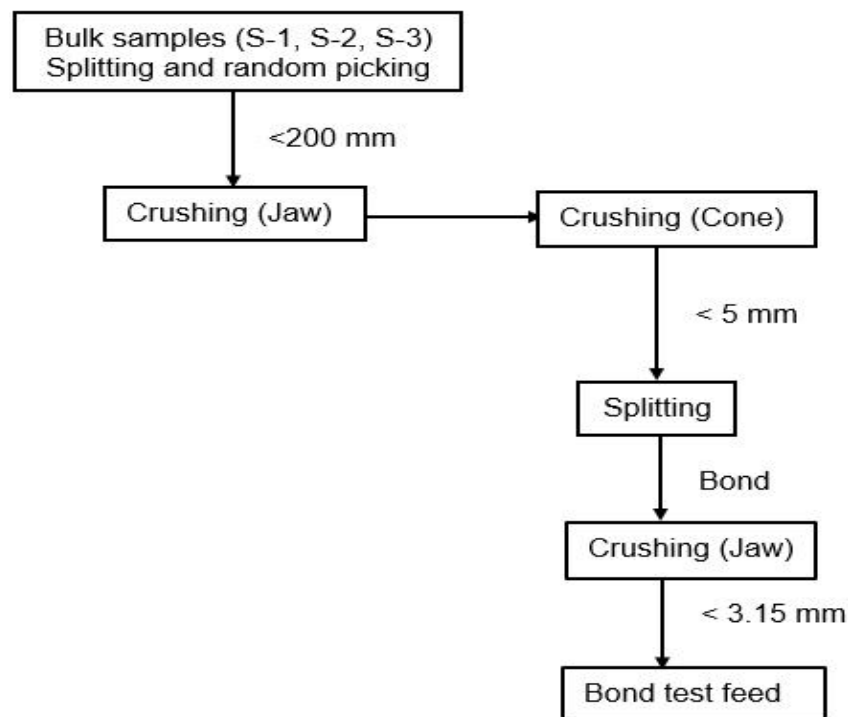 Bulk samples (S-1, S-2, S-3)
Splitting and random picking
<200 mm
Crushing (Jaw)
Crushing (Cone)
< 5 mm
Splitting
Bond
Crushing (Jaw)
< 3.15 mm
Bond test feed